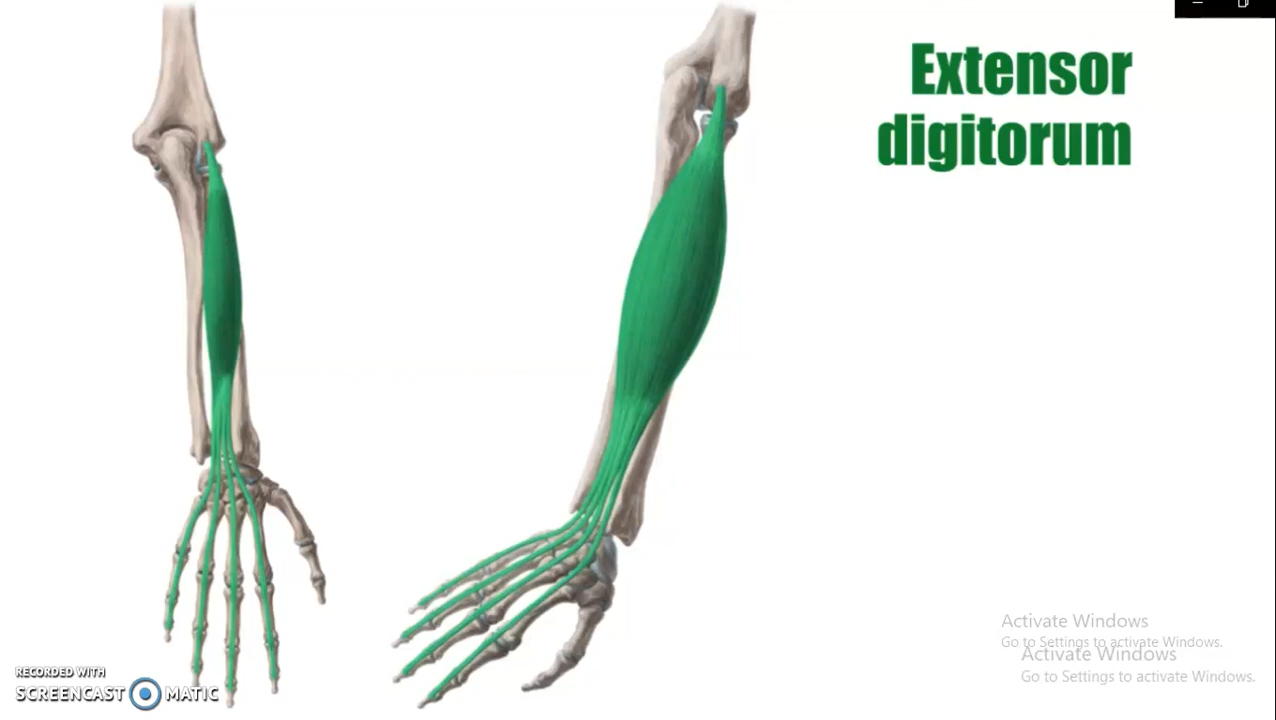 Extensor
digitorum
Activate Windows
Go to Settings to activate Windows.
Activate Windows
Go to Settings to activate Windows.
RECORDED WITH
SCREENCAST MATIC